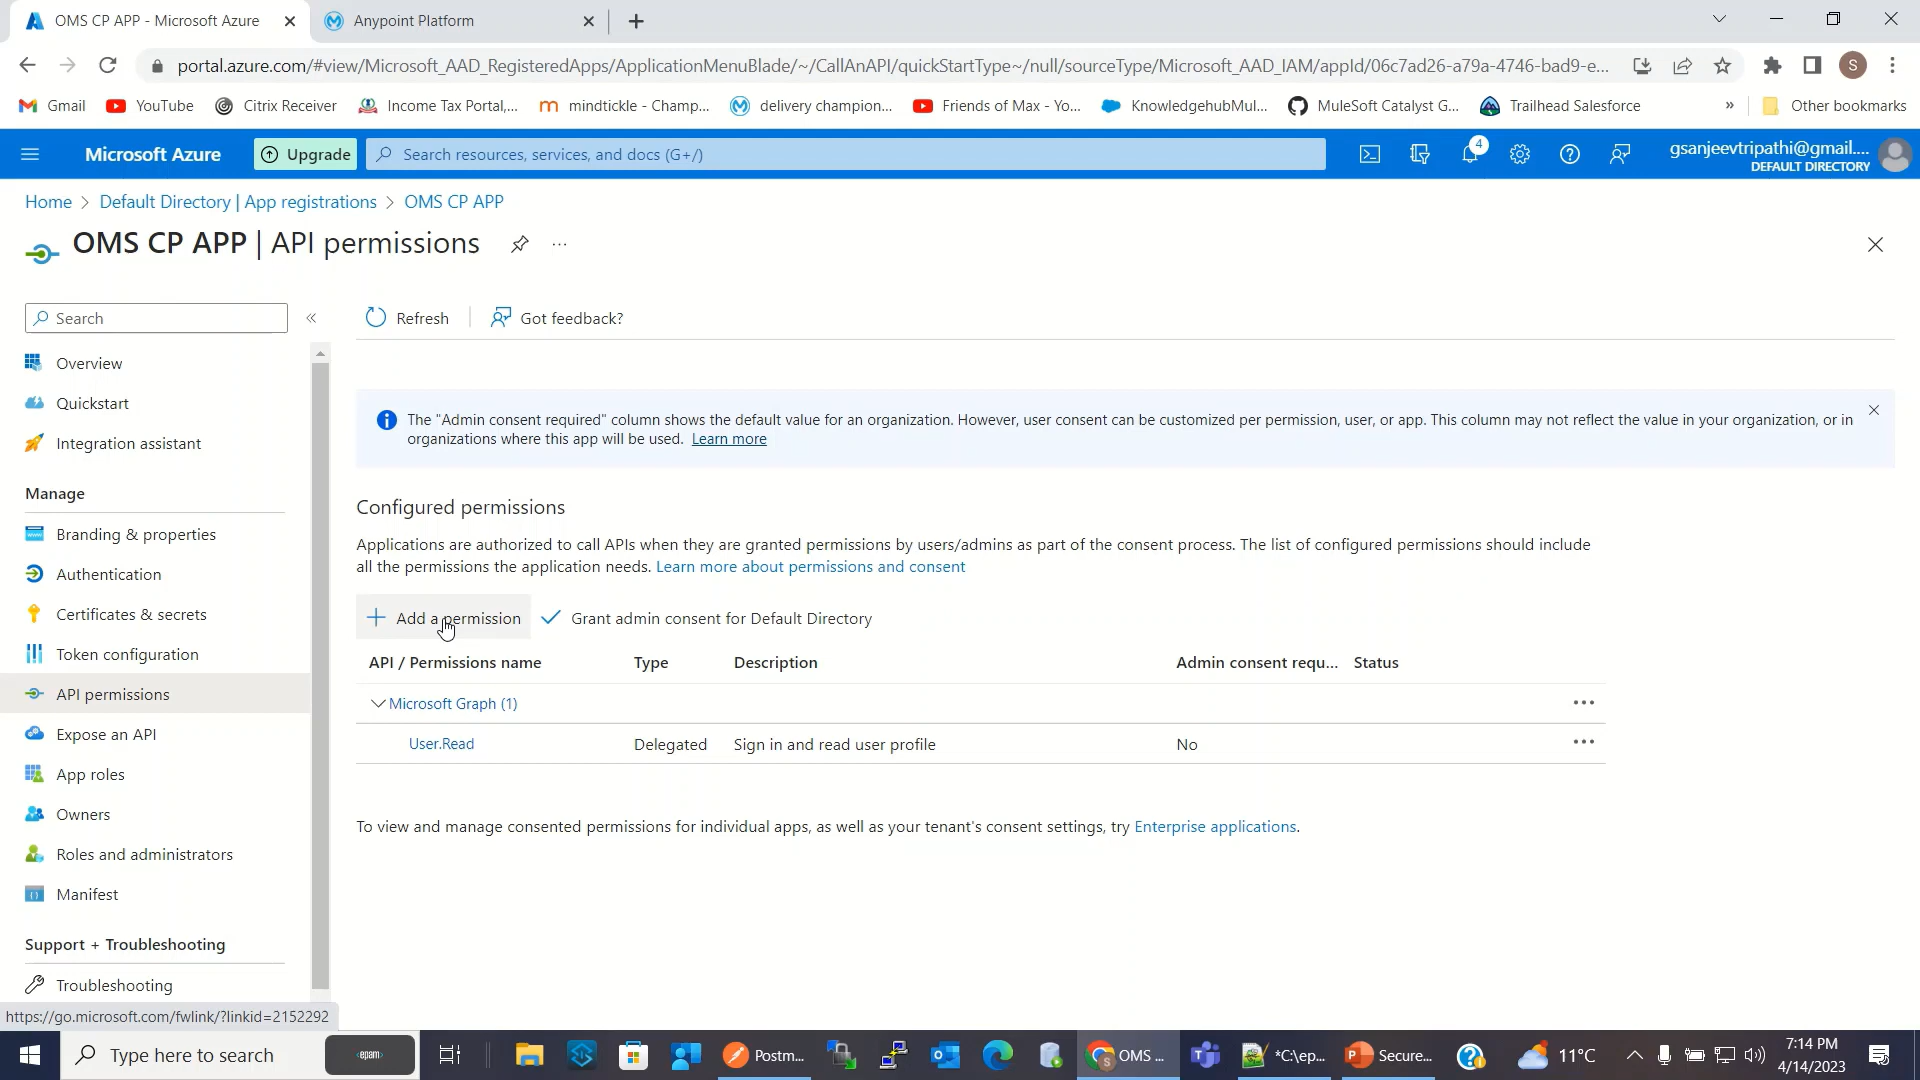 OMS CP APP - Microsoft Azure
Anypoint Platform
portal.azure.com/#view/Microsoft_AAD_RegisteredApps/ApplicationMenuBlade/~/CallAnAPI/quickStartType~/null/sourceType/Microsoft_AAD_IAM/appId/06c7ad26-a79a-4746-bad9-e...
S
Gmail
YouTube
Citrix Receiver
Income Tax Portal,...
mindtickle - Champ...
delivery champion...
Friends of Max - Yo...
KnowledgehubMul...
MuleSoft Catalyst G...
Trailhead Salesforce
»
Other bookmarks
Microsoft Azure
Upgrade
Search resources, services, and docs (G+/)
4
gsanjeevtripathi@gmail....
DEFAULT DIRECTORY
Home > Default Directory | App registrations > OMS CP APP
OMS CP APP | API permissions
...
Search
«
Refresh
Got feedback?
Overview
Quickstart
Integration assistant
Manage
Branding & properties
Authentication
Certificates & secrets
Token configuration
API permissions
Expose an API
App roles
Owners
Roles and administrators
Manifest
Support + Troubleshooting
Troubleshooting
The "Admin consent required" column shows the default value for an organization. However, user consent can be customized per permission, user, or app. This column may not reflect the value in your organization, or in
organizations where this app will be used. Learn more
Configured permissions
Applications are authorized to call APIs when they are granted permissions by users/admins as part of the consent process. The list of configured permissions should include
all the permissions the application needs. Learn more about permissions and consent
Add a permission
Grant admin consent for Default Directory
API / Permissions name
Type
Description
Admin consent requ...
Status
Microsoft Graph (1)
User.Read
Delegated
Sign in and read user profile
No
To view and manage consented permissions for individual apps, as well as your tenant's consent settings, try Enterprise applications.
https://go.microsoft.com/fwlink/?linkid=2152292
Type here to search
<epam>
Postm...
OMS ...
*C:\ep...
Secure...
11°C
7:14 PM
4/14/2023